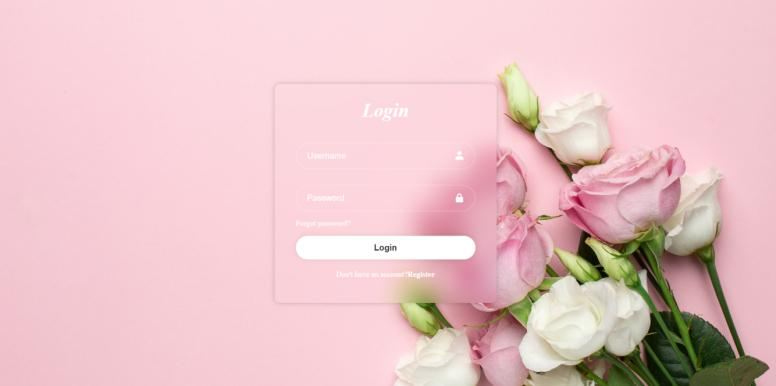 Login
Username
Password
Forgot password?
Login
Don't have an account?Register